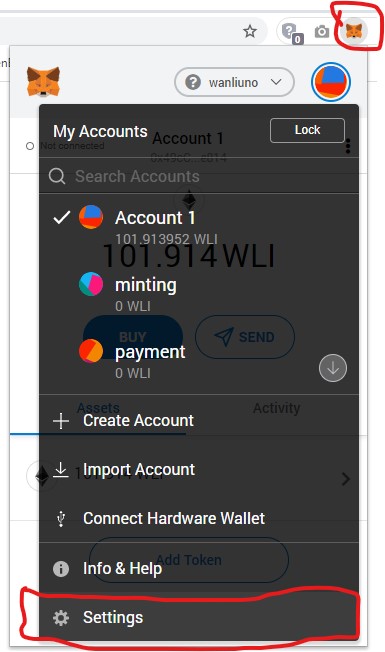 0
wanliuno
My Accounts
Lock
Account 1
Not connected
Search Accounts
Account 1
101.913952 WLI
101.914 WLI
minting
0 WLI
BUY
SEND
payment
0 WLI
Assets
Activity
Create Account
Import Account
Connect Hardware Wallet
Add Token
Info & Help
Settings